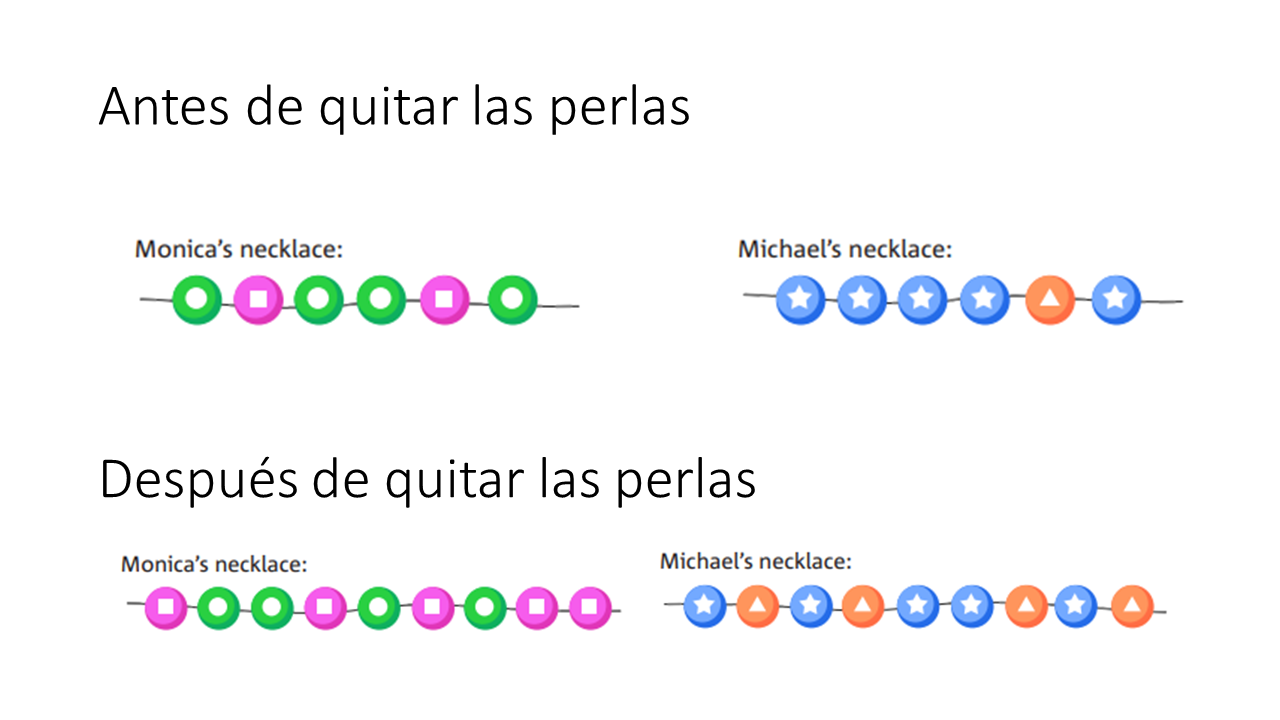 Antes de quitar las perlas
Monica’s necklace:
Michael’s necklace:
Después de quitar las perlas
Monica’s necklace:
Michael’s necklace: